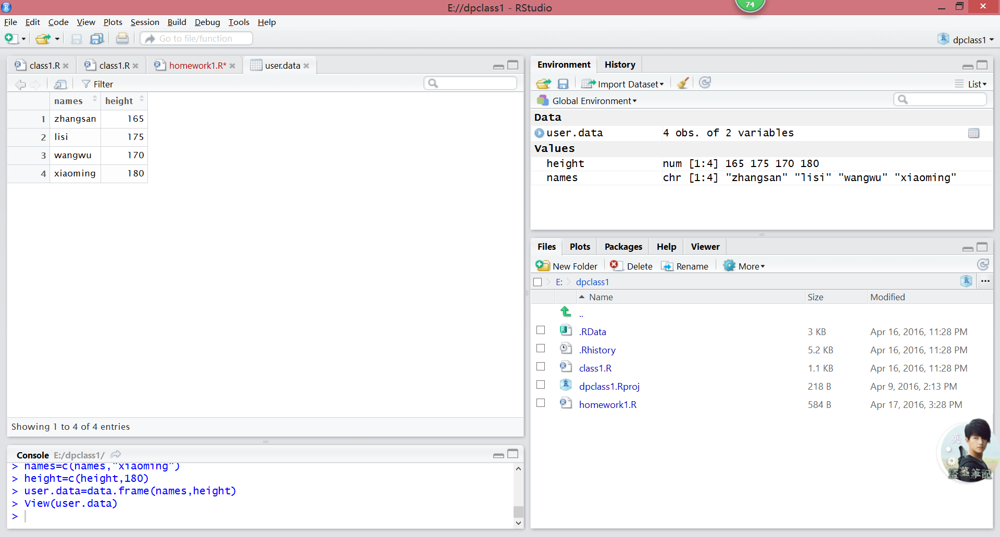 E://dpclass1 - RStudio
74
File Edit Code View Plots Session Build Debug Tools Help
Go to file/function
dpclass1
class1.R class1.R homework1.R* user.data
Filter
names height
1 zhangsan 165
2 lisi 175
3 wangwu 170
4 xiaoming 180
Showing 1 to 4 of 4 entries
Console E:/dpclass1/
> names=c(names,"xiaoming")
> height=c(height,180)
> user.data=data.frame(names,height)
> View(user.data)
>
Environment History
Import Dataset List
Global Environment
Data
user.data 4 obs. of 2 variables
Values
height num [1:4] 165 175 170 180
names chr [1:4] "zhangsan" "lisi" "wangwu" "xiaoming"
Files Plots Packages Help Viewer
New Folder Delete Rename More
E: dpclass1 ...
Name Size Modified
..
.RData 3 KB Apr 16, 2016, 11:28 PM
.Rhistory 5.2 KB Apr 16, 2016, 11:28 PM
class1.R 1.1 KB Apr 16, 2016, 11:28 PM
dpclass1.Rproj 218 B Apr 9, 2016, 2:13 PM
homework1.R 584 B Apr 17, 2016, 3:28 PM
英
盜墓筆記